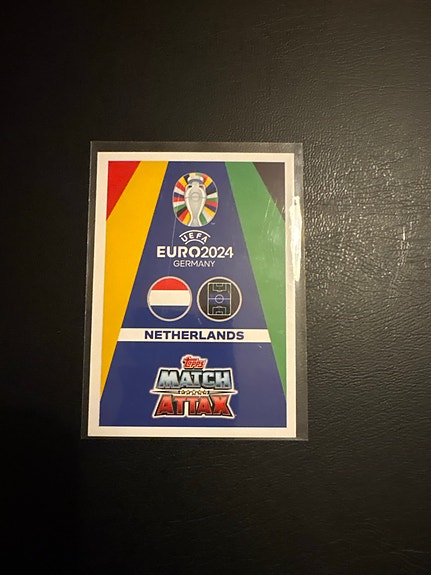 UEFA
EURO2024
GERMANY
NETHERLANDS
Topps
MATCH
ATTAX